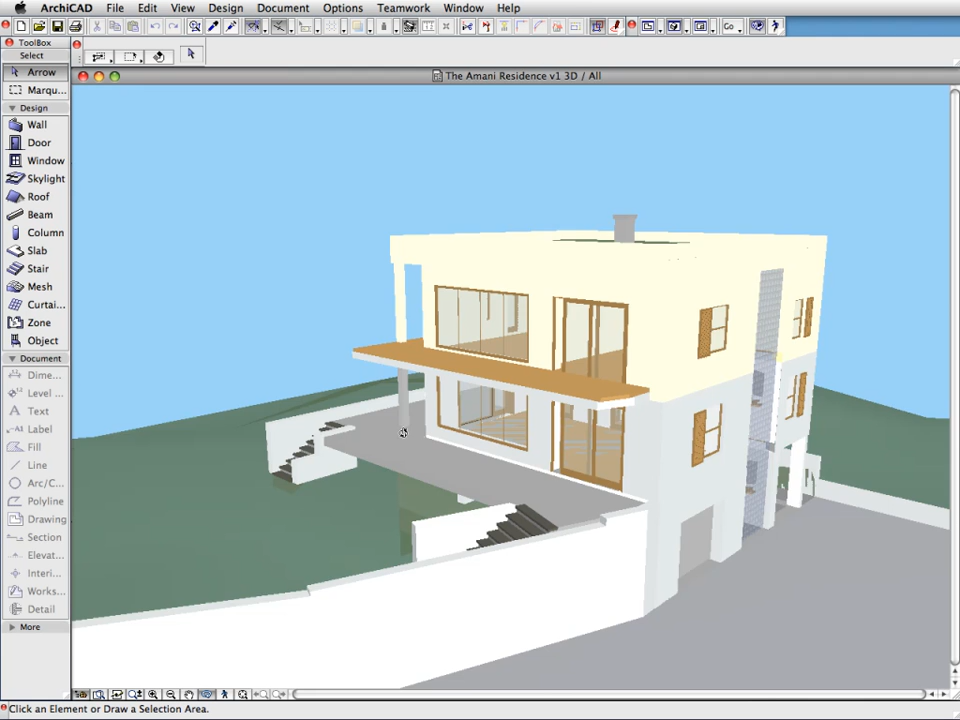 ArchiCAD File Edit View Design Document Options Teamwork Window Help
Go...
ToolBox
Select
Arrow
Marqu...
Design
Wall
Door
Window
Skylight
Roof
Beam
Column
Slab
Stair
Mesh
Curtai...
Zone
Object
Document
Dime...
Level ...
Text
Label
Fill
Line
Arc/C...
Polyline
Drawing
Section
Elevat...
Interi...
Works...
Detail
More
The Amani Residence v1 3D / All
Click an Element or Draw a Selection Area.